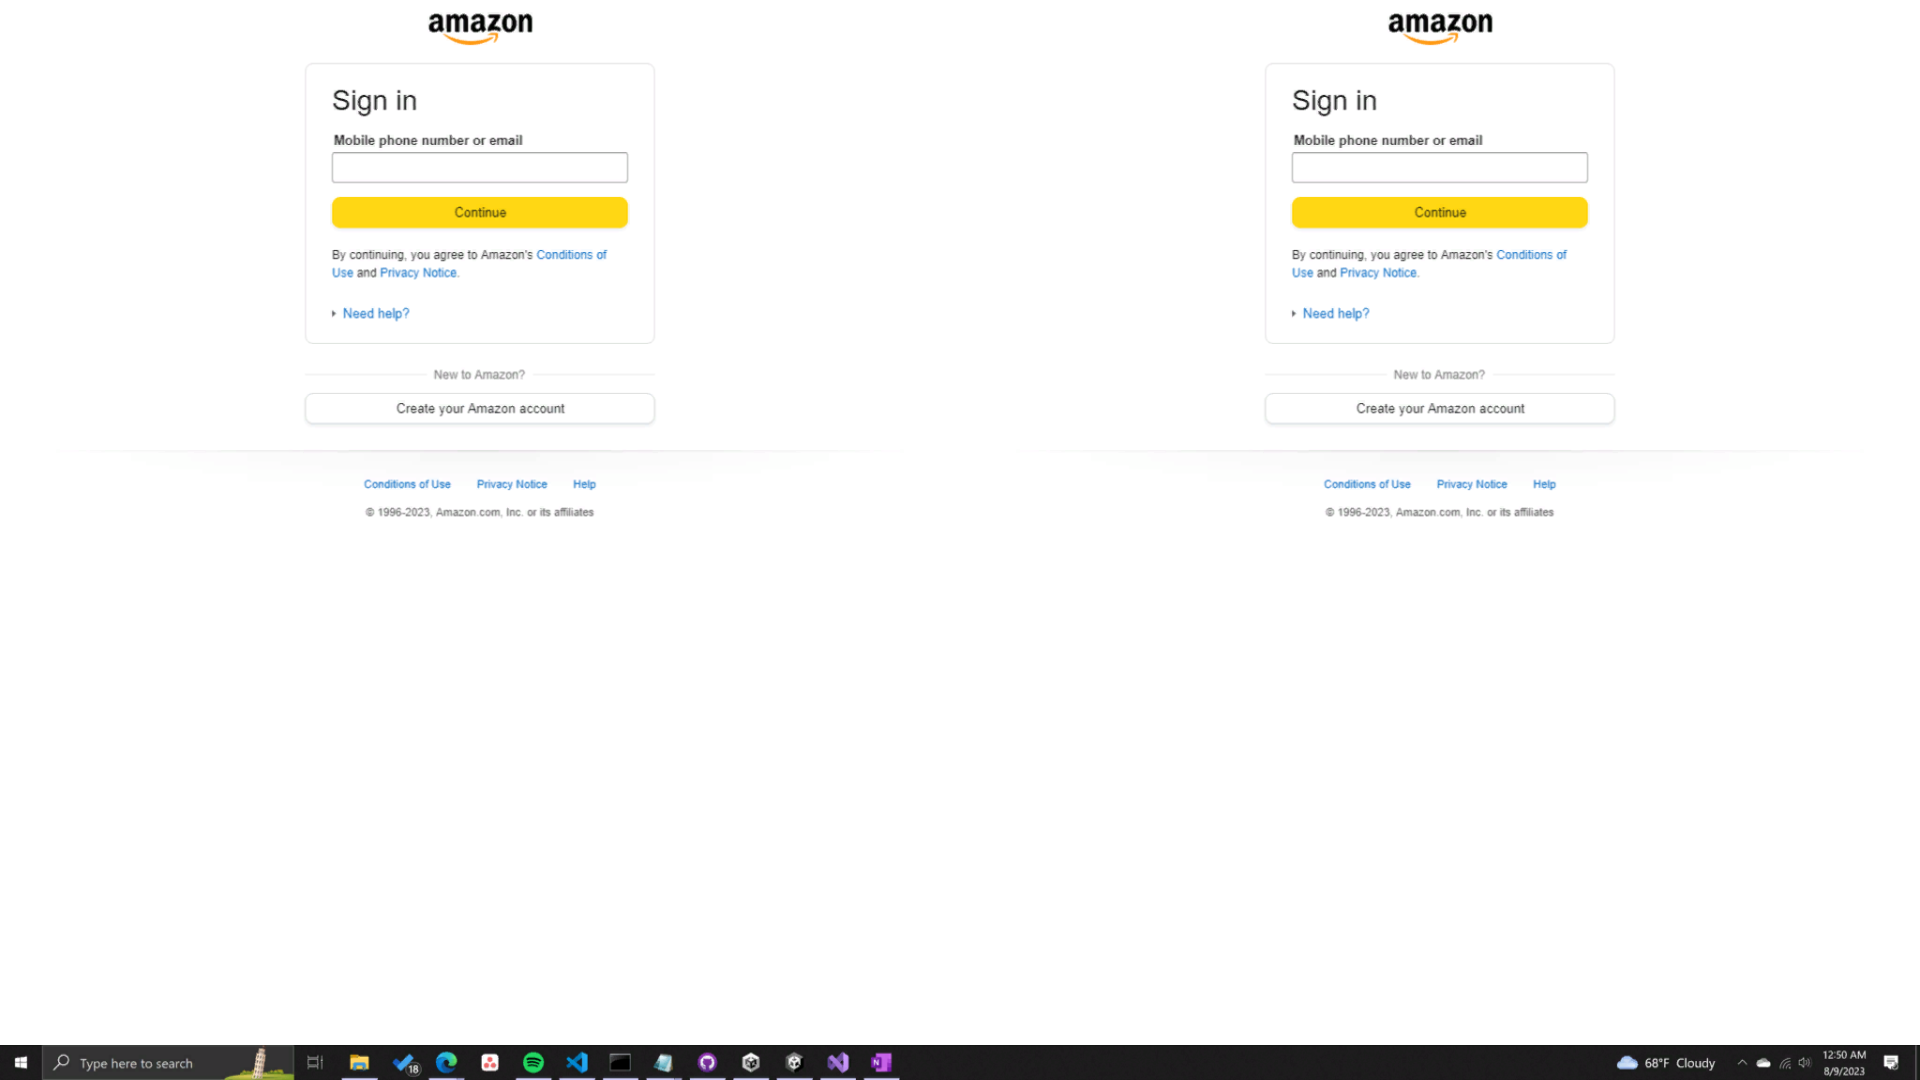 amazon
Sign in
Mobile phone number or email
Continue
By continuing, you agree to Amazon's Conditions of
Use and Privacy Notice.
Need help?
New to Amazon?
Create your Amazon account
Conditions of Use Privacy Notice Help
© 1996-2023, Amazon.com, Inc. or its affiliates
amazon
Sign in
Mobile phone number or email
Continue
By continuing, you agree to Amazon's Conditions of
Use and Privacy Notice.
Need help?
New to Amazon?
Create your Amazon account
Conditions of Use Privacy Notice Help
© 1996-2023, Amazon.com, Inc. or its affiliates
Type here to search
18
N
68°F Cloudy
12:50 AM
8/9/2023